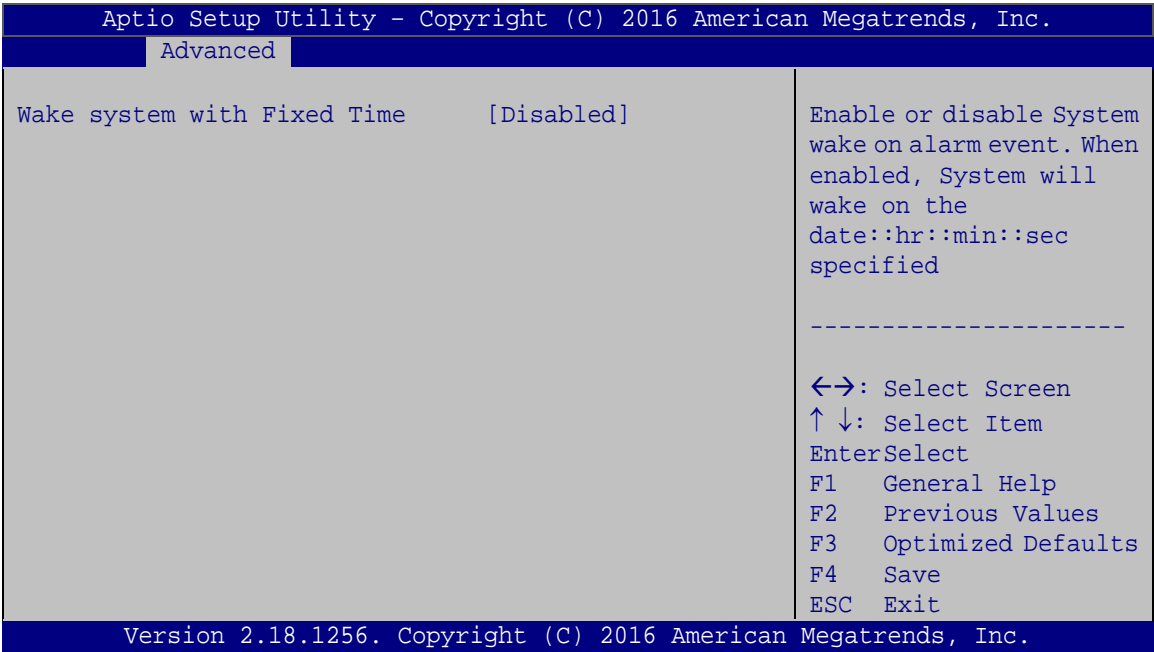 Aptio Setup Utility – Copyright (C) 2016 American Megatrends, Inc.
Advanced
Wake system with Fixed Time [Disabled]
Enable or disable System
wake on alarm event. When
enabled, System will
wake on the
date::hr::min::sec
specified
----------------------
←→: Select Screen
↑ ↓: Select Item
EnterSelect
F1 General Help
F2 Previous Values
F3 Optimized Defaults
F4 Save
ESC Exit
Version 2.18.1256. Copyright (C) 2016 American Megatrends, Inc.